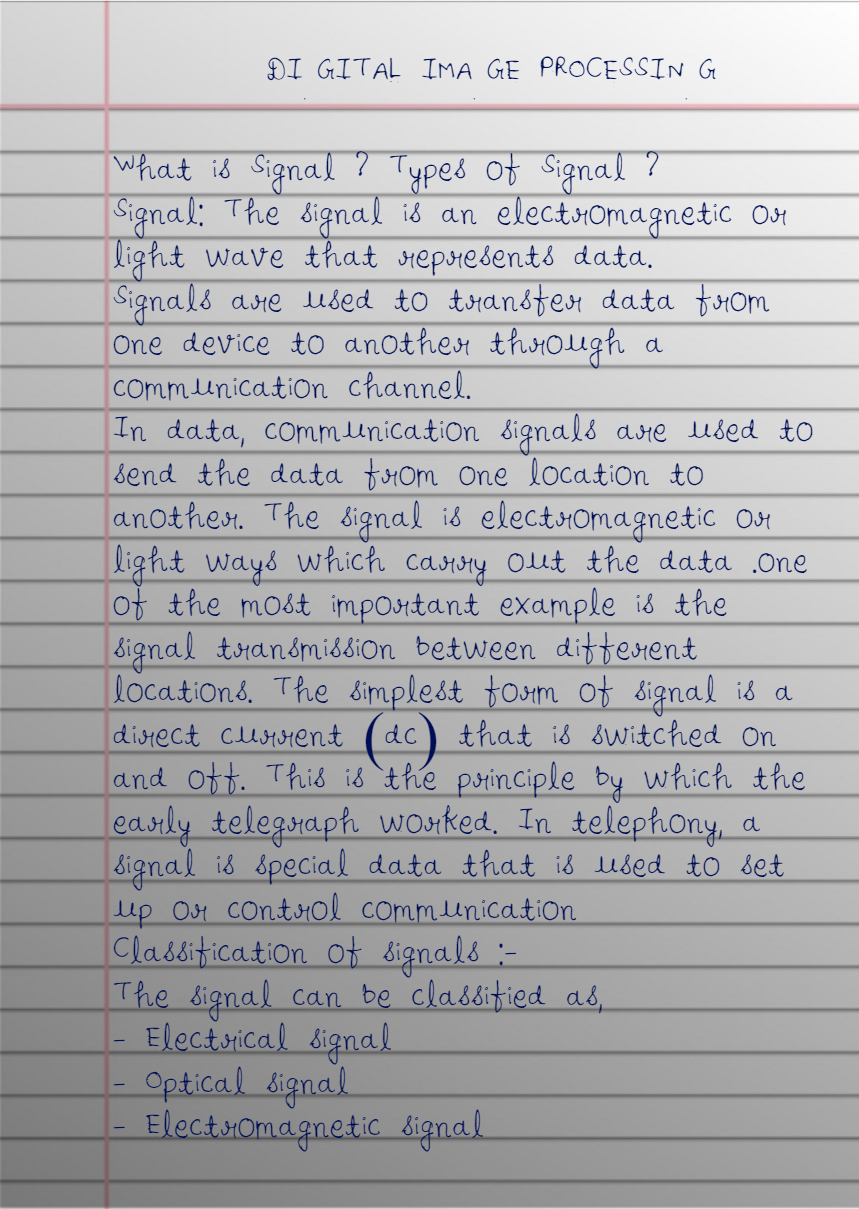 DI GITAL IMA GE PROCESSIN G
What is Signal ? Types Of Signal ?
Signal: The signal is an electromagnetic or
light wave that represents data.
Signals are used to transfer data from
one device to another through a
communication channel.
In data, communication signals are used to
send the data from one location to
another. The signal is electromagnetic or
light ways which carry out the data .one
of the most important example is the
signal transmission between different
locations. The simplest form of signal is a
direct current (dc) that is switched on
and off. This is the principle by which the
early telegraph worked. In telephony, a
signal is special data that is used to set
up or control communication
Classification of signals :-
The signal can be classified as,
- Electrical signal
- Optical signal
- Electromagnetic signal